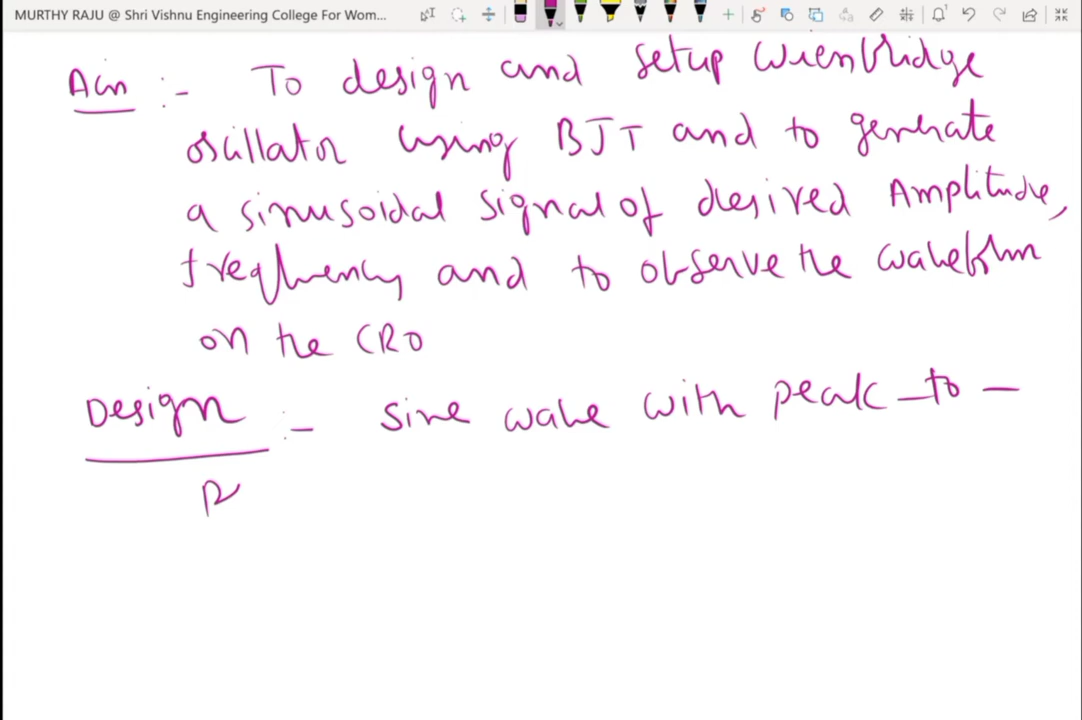 MURTHY RAJU @ Shri Vishnu Engineering College For Wom...
Aim :- To design and setup Wienbridge
oscillator using BJT and to generate
a sinusoidal signal of desired Amplitude,
frequency and to observe the waveform
on the CRO
Design :- Sine wave with peak-to-
P